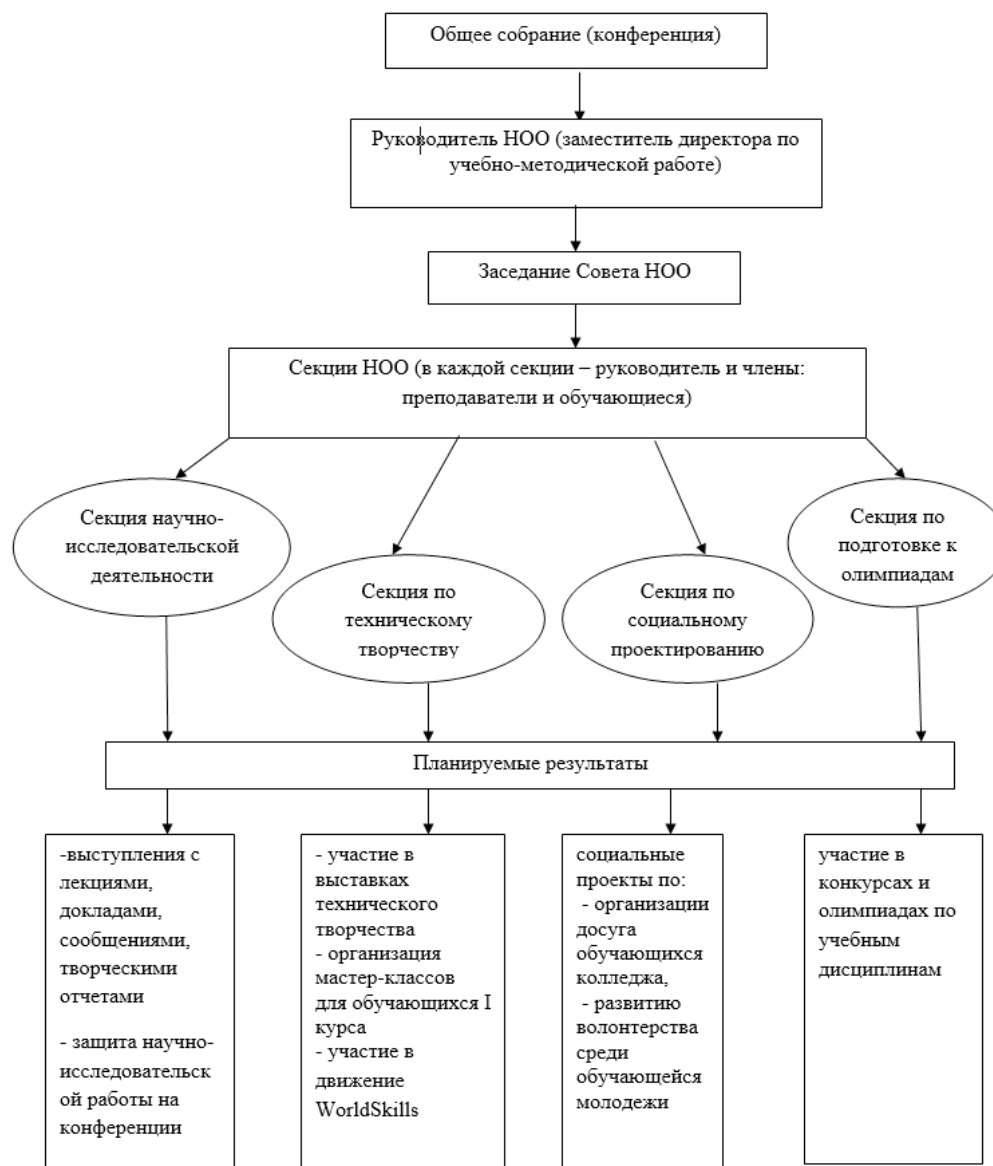 Общее собрание (конференция)
Руководитель НОО (заместитель директора по
учебно-методической работе)
Заседание Совета НОО
Секции НОО (в каждой секции – руководитель и члены:
преподаватели и обучающиеся)
Секция научно-
исследовательской
деятельности
Секция по
техническому
творчеству
Секция по
социальному
проектированию
Секция по
подготовке к
олимпиадам
Планируемые результаты
-выступления с
лекциями,
докладами,
сообщениями,
творческими
отчетами
- защита научно-
исследовательск
ой работы на
конференции
- участие в
выставках
технического
творчества
- организация
мастер-классов
для обучающихся I
курса
- участие в
движение
WorldSkills
социальные
проекты по:
- организации
досуга
обучающихся
колледжа,
- развитию
волонтерства
среди
обучающейся
молодежи
участие в
конкурсах и
олимпиадах по
учебным
дисциплинам